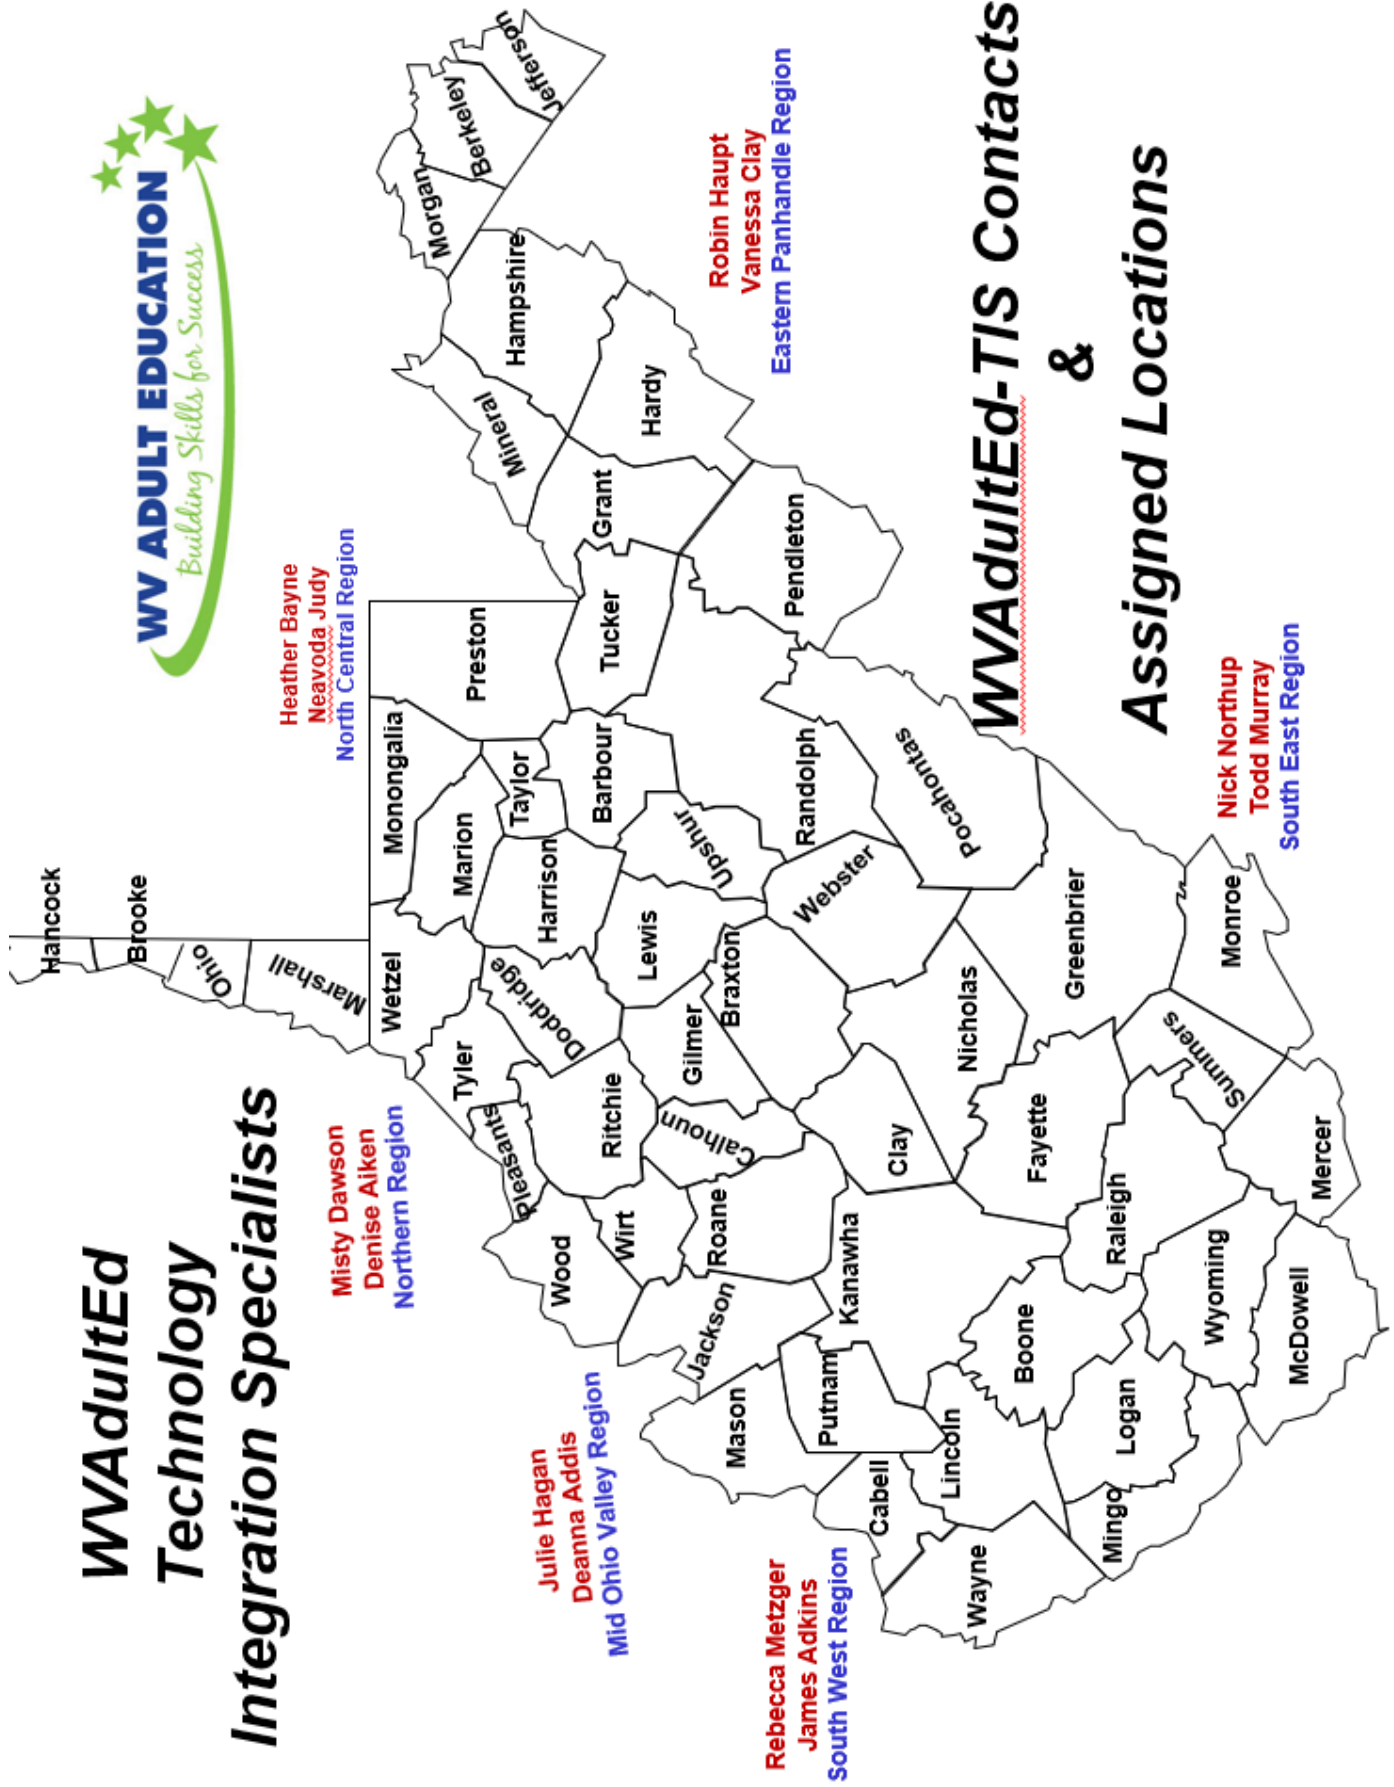 WVAdultEd
Technology
Integration Specialists
WV ADULT EDUCATION
Building Skills for Success
Hancock
Brooke
Ohio
Marshall
Heather Bayne
Neavoda Judy
North Central Region
Misty Dawson
Denise Aiken
Northern Region
Wetzel
Monongalia
Preston
Morgan
Berkeley
Jefferson
Tyler
Marion
Mineral
Hampshire
Pleasants
Doddridge
Harrison
Taylor
Julie Hagan
Deanna Addis
Mid Ohio Valley Region
Wood
Ritchie
Barbour
Tucker
Grant
Hardy
Wirt
Lewis
Gilmer
Calhoun
Upshur
Robin Haupt
Vanessa Clay
Eastern Panhandle Region
Jackson
Roane
Braxton
Mason
Randolph
Pendleton
Webster
Putnam
Kanawha
Rebecca Metzger
James Adkins
South West Region
Cabell
Clay
Pocahontas
Lincoln
Nicholas
Wayne
Boone
Fayette
Greenbrier
WVAdultEd-TIS Contacts
&
Assigned Locations
Mingo
Logan
Raleigh
Summers
Monroe
Wyoming
McDowell
Mercer
Nick Northup
Todd Murray
South East Region